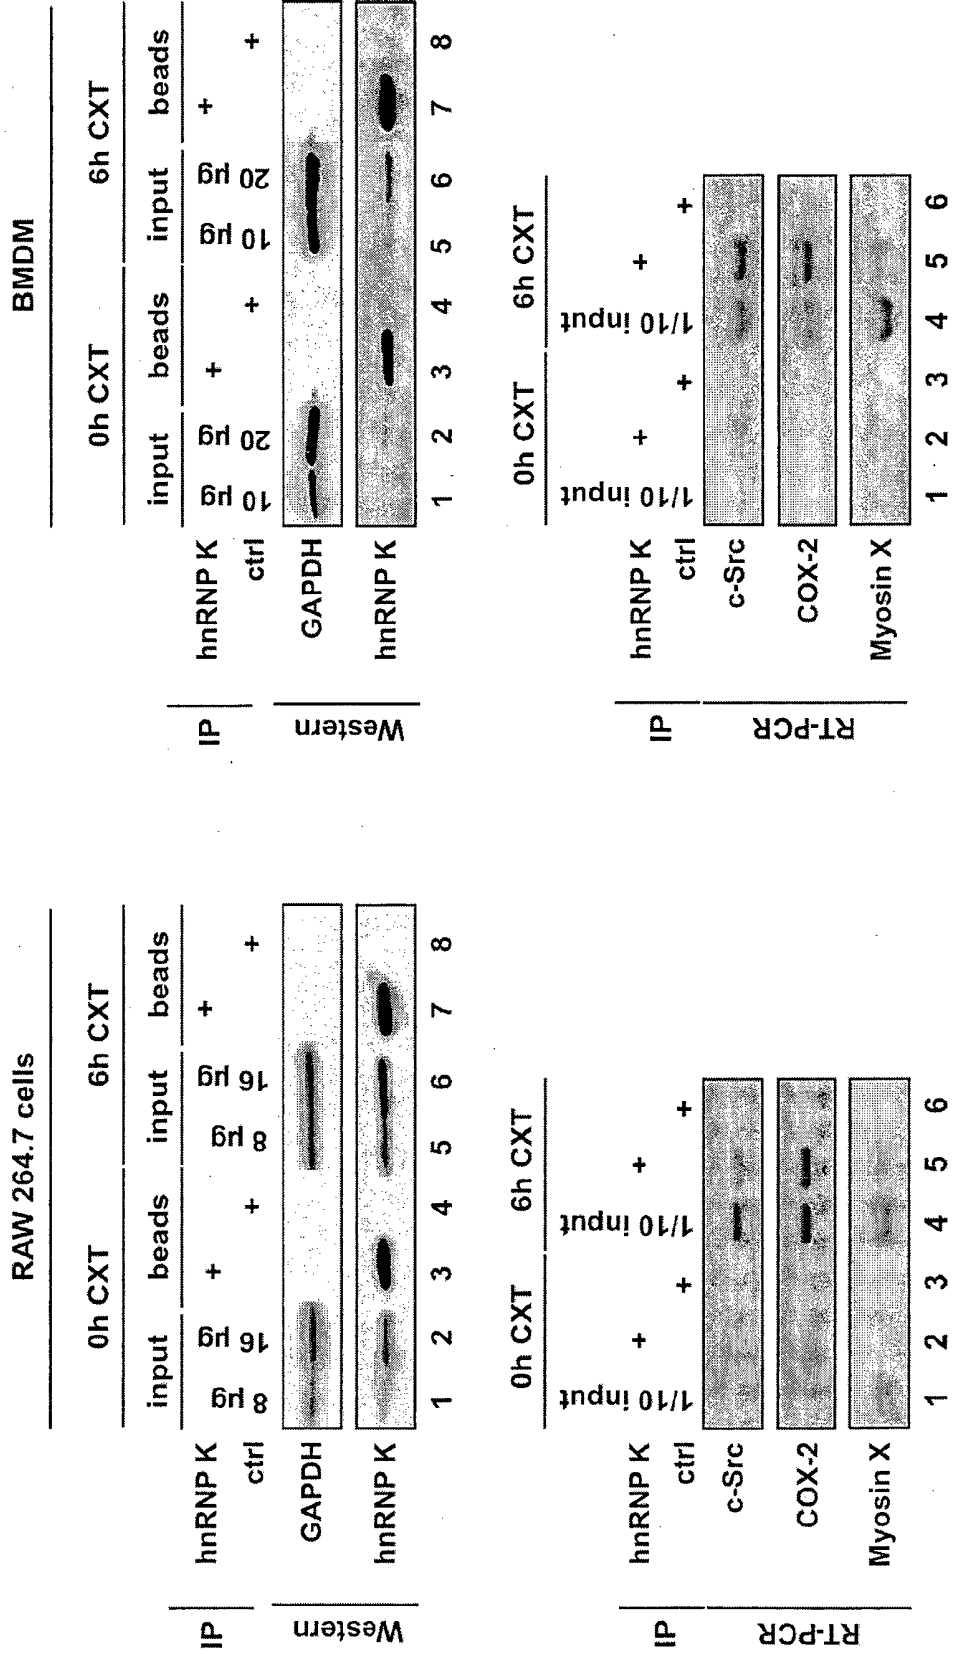 RAW 264.7 cells
0h CXT 6h CXT
input beads input beads
8 µg 16 µg 8 µg 16 µg
IP
hnRNP K + +
ctrl + +
Western
GAPDH
hnRNP K
1 2 3 4 5 6 7 8
0h CXT 6h CXT
1/10 input 1/10 input
IP
hnRNP K + +
ctrl + +
RT-PCR
c-Src
COX-2
Myosin X
1 2 3 4 5 6
BMDM
0h CXT 6h CXT
input beads input beads
10 µg 20 µg 10 µg 20 µg
IP
hnRNP K + +
ctrl + +
Western
GAPDH
hnRNP K
1 2 3 4 5 6 7 8
0h CXT 6h CXT
1/10 input 1/10 input
IP
hnRNP K + +
ctrl + +
RT-PCR
c-Src
COX-2
Myosin X
1 2 3 4 5 6